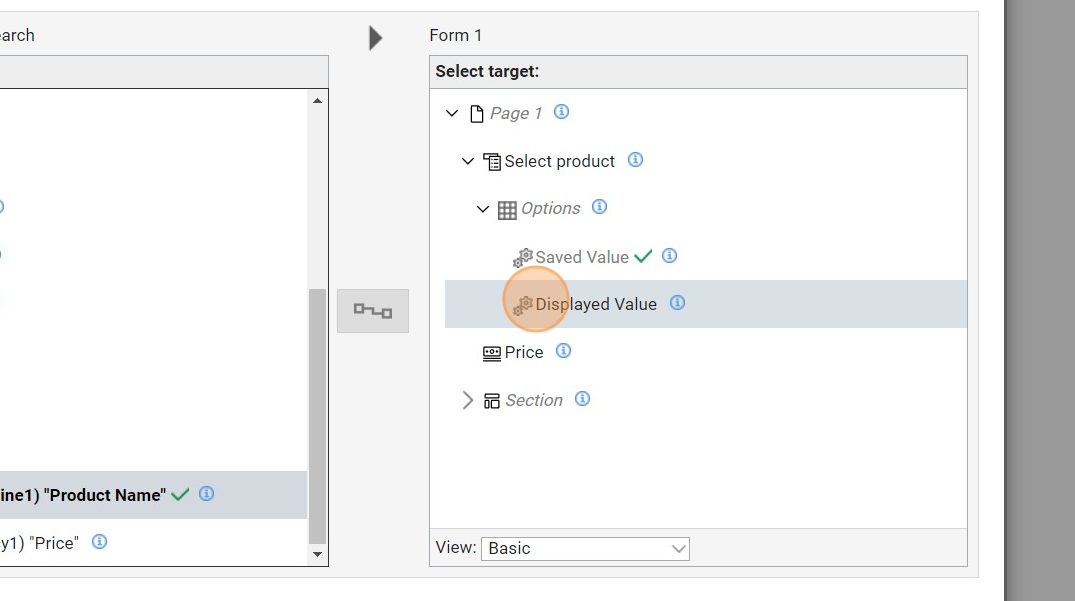 earch
Form 1
Select target:
Page 1
Select product
Options
Saved Value
Displayed Value
Price
Section
ine1) "Product Name"
cy1) "Price"
View: Basic